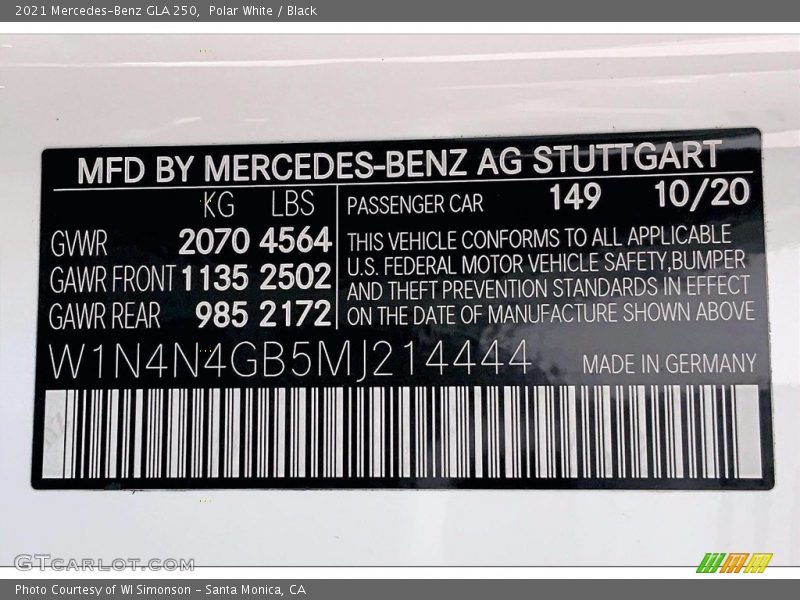 2021 Mercedes-Benz GLA 250,  Polar White / Black
MFD BY MERCEDES-BENZ AG STUTTGART
KG LBS
GVWR 2070 4564
GAWR FRONT 1135 2502
GAWR REAR 985 2172
PASSENGER CAR 149 10/20
THIS VEHICLE CONFORMS TO ALL APPLICABLE
U.S. FEDERAL MOTOR VEHICLE SAFETY,BUMPER
AND THEFT PREVENTION STANDARDS IN EFFECT
ON THE DATE OF MANUFACTURE SHOWN ABOVE
W1N4N4GB5MJ214444 MADE IN GERMANY
GTCARLOT.COM
Photo Courtesy of WI Simonson - Santa Monica, CA